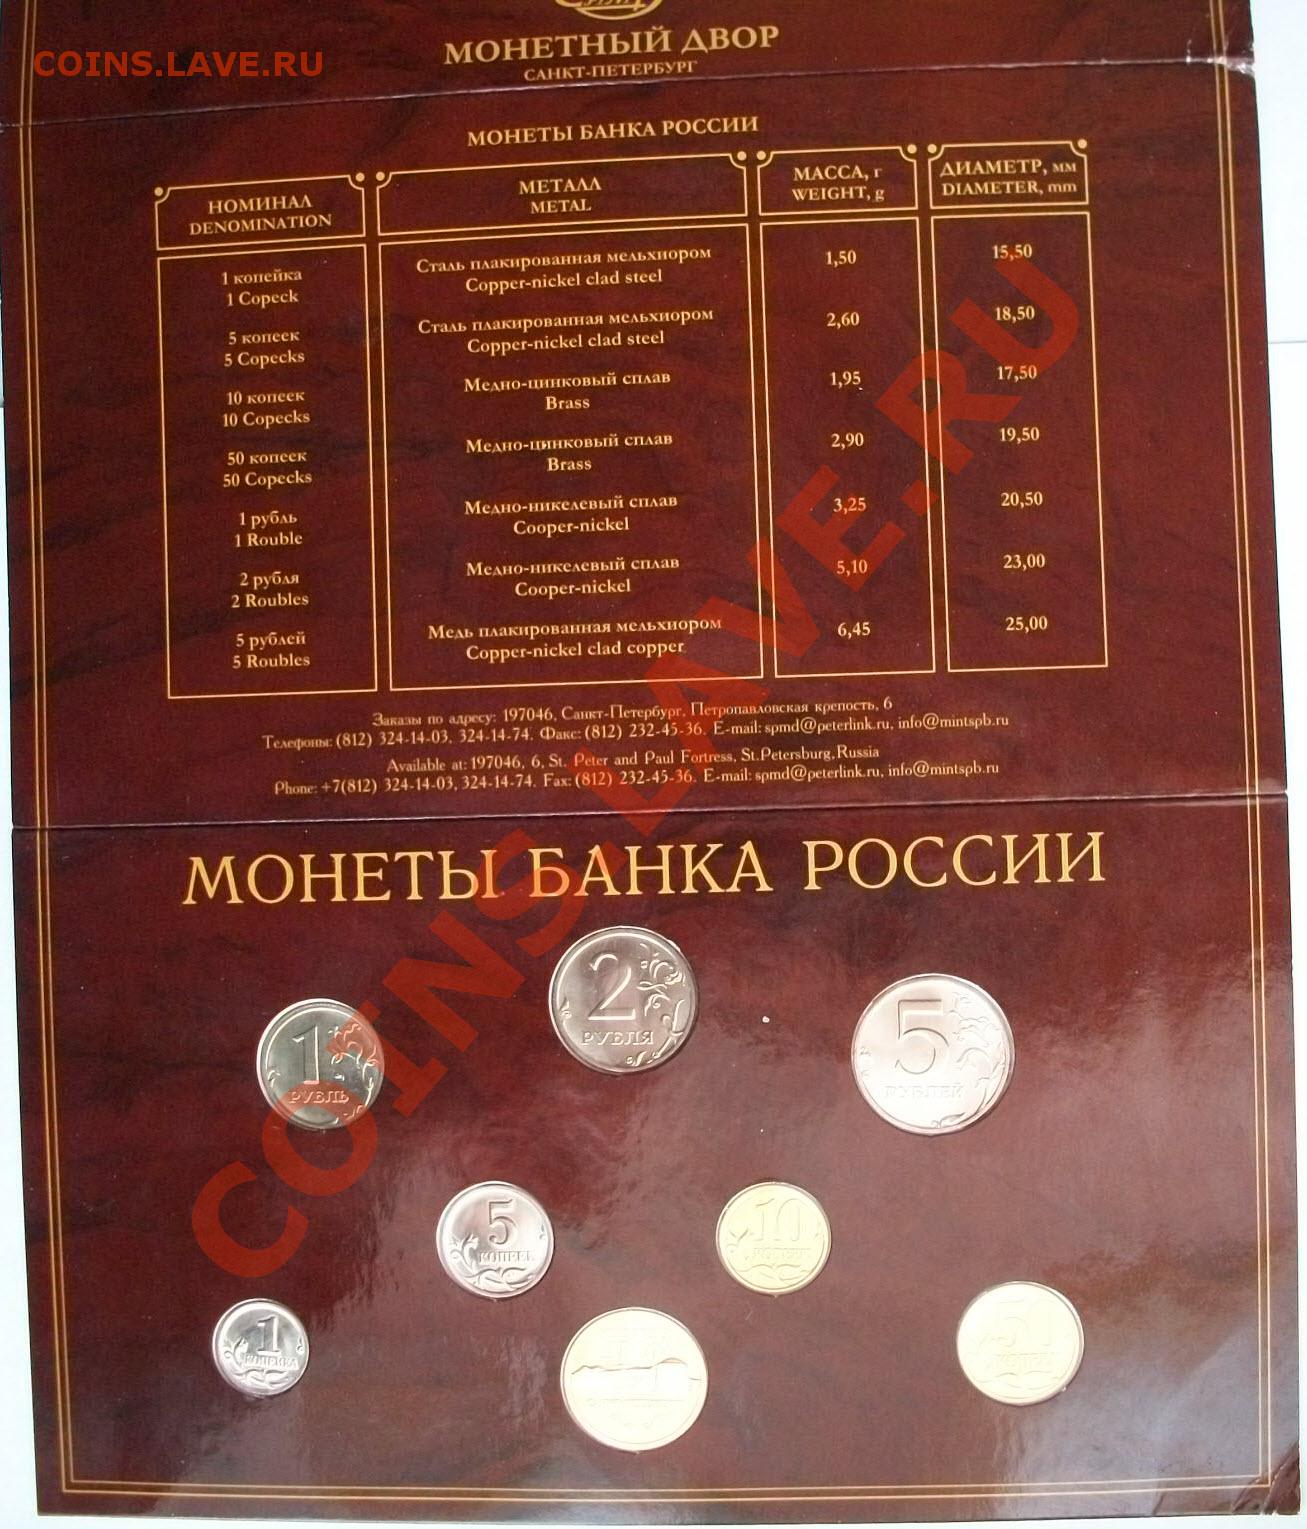 COINS.LAVE.RU
МОНЕТНЫЙ ДВОР
САНКТ-ПЕТЕРБУРГ
МОНЕТЫ БАНКА РОССИИ
НОМИНАЛ
DENOMINATION
МЕТАЛЛ
METAL
МАССА, г
WEIGHT, g
ДИАМЕТР, мм
DIAMETER, mm
1 копейка
1 Copeck
Сталь плакированная мельхиором
Copper-nickel clad steel
1,50
15,50
5 копеек
5 Copecks
Сталь плакированная мельхиором
Copper-nickel clad steel
2,60
18,50
10 копеек
10 Copecks
Медно-цинковый сплав
Brass
1,95
17,50
50 копеек
50 Copecks
Медно-цинковый сплав
Brass
2,90
19,50
1 рубль
1 Rouble
Медно-никелевый сплав
Cooper-nickel
3,25
20,50
2 рубля
2 Roubles
Медно-никелевый сплав
Cooper-nickel
5,10
23,00
5 рублей
5 Roubles
Медь плакированная мельхиором
Copper-nickel clad copper
6,45
25,00
Заказы по адресу: 197046, Санкт-Петербург, Петропавловская крепость, 6
Телефоны: (812) 324-14-03, 324-14-74. Факс: (812) 232-45-36. E-mail: spmd@peterlink.ru, info@mintspb.ru
Available at: 197046, 6, St. Peter and Paul Fortress, St.Petersburg, Russia
Phone: +7(812) 324-14-03, 324-14-74. Fax: (812) 232-45-36. E-mail: spmd@peterlink.ru, info@mintspb.ru
МОНЕТЫ БАНКА РОССИИ
1
РУБЛЬ
2
РУБЛЯ
5
РУБЛЕЙ
5
КОПЕЕК
10
КОПЕЕК
1
КОПЕЙКА
50
КОПЕЕК
COINS.LAVE.RU